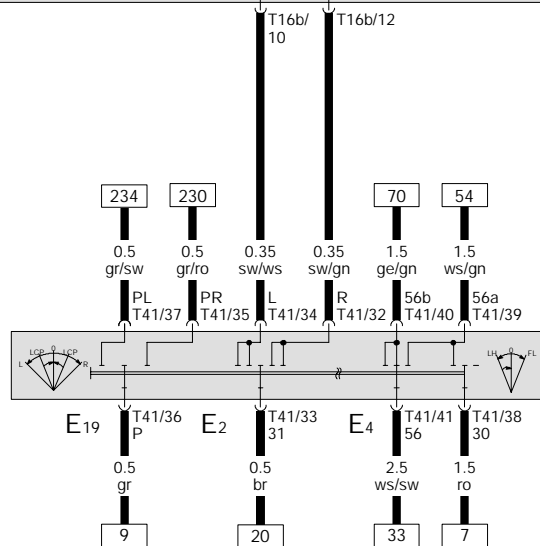 T16b/ T16b/12
10
234 230 70 54
0.5 0.5 0.35 0.35 1.5 1.5
gr/sw gr/ro sw/ws sw/gn ge/gn ws/gn
PL PR L R 56b 56a
T41/37 T41/35 T41/34 T41/32 T41/40 T41/39
L LCP 0 LCP R LH 0 FL
E19 T41/36 E2 T41/33 E4 T41/41 T41/38
P 31 56 30
0.5 0.5 2.5 1.5
gr br ws/sw ro
9 20 33 7